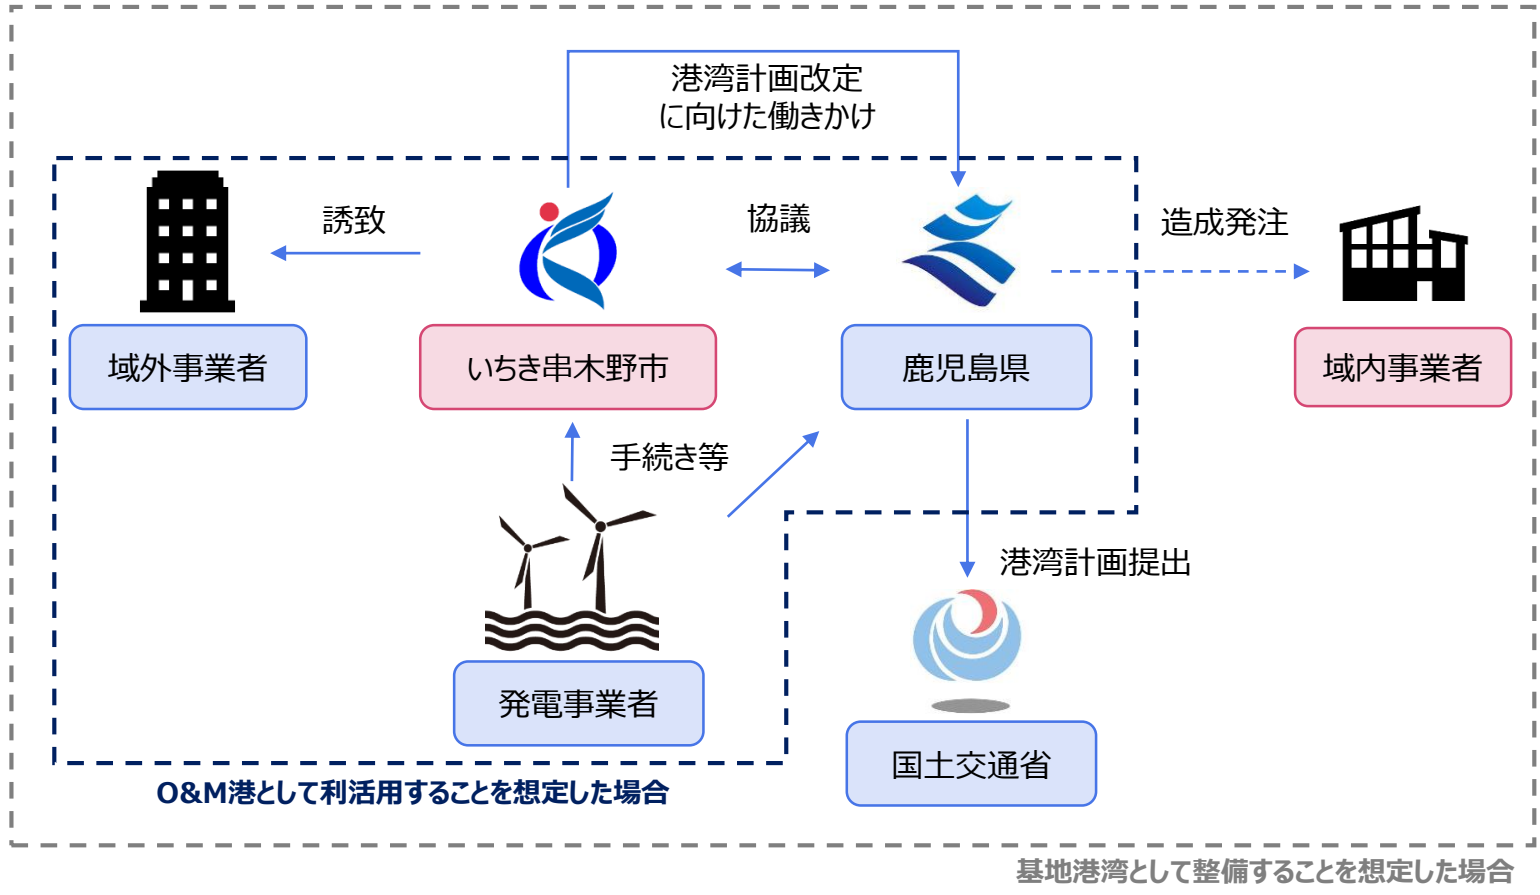 港湾計画改定
に向けた働きかけ
誘致
協議
造成発注
域外事業者
いちき串木野市
鹿児島県
域内事業者
手続き等
港湾計画提出
発電事業者
国土交通省
O&M港として利活用することを想定した場合
基地港湾として整備することを想定した場合